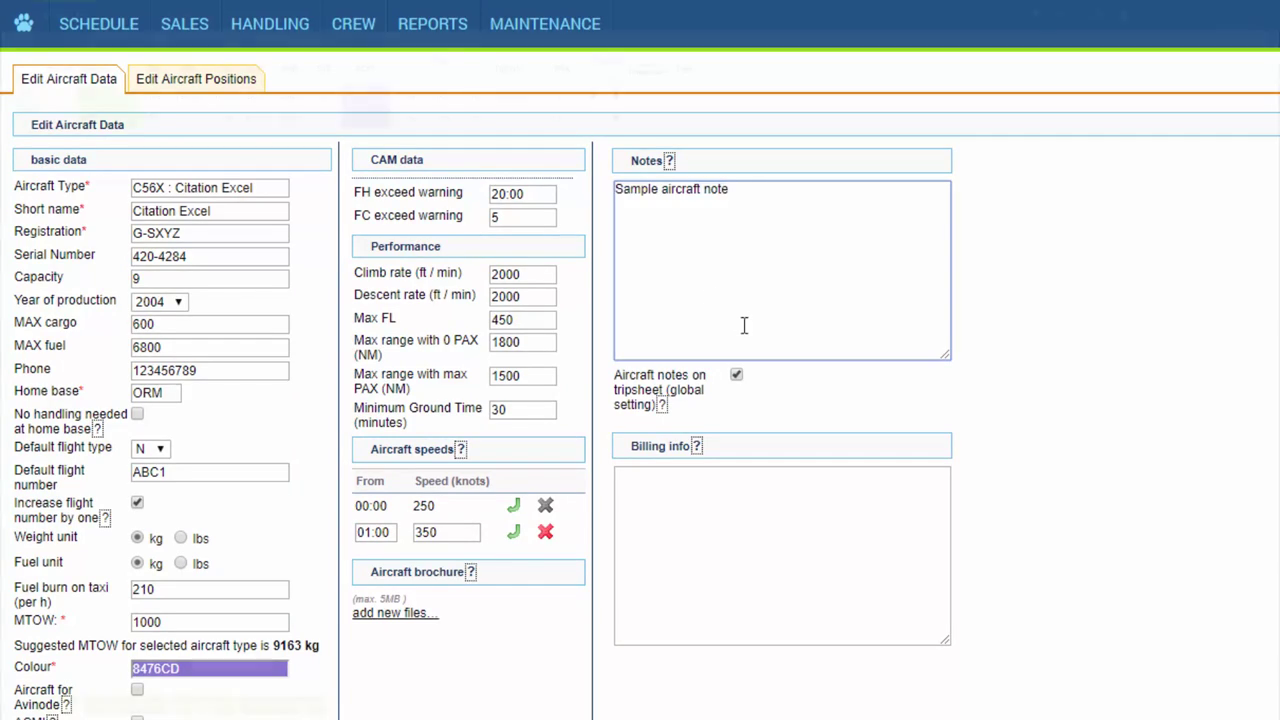 SCHEDULE SALES HANDLING CREW REPORTS MAINTENANCE
Edit Aircraft Data Edit Aircraft Positions
Edit Aircraft Data
basic data
Aircraft Type* C56X : Citation Excel
Short name* Citation Excel
Registration* G-SXYZ
Serial Number 420-4284
Capacity 9
Year of production 2004
MAX cargo 600
MAX fuel 6800
Phone 123456789
Home base* ORM
No handling needed
at home base?
Default flight type N
Default flight
number ABC1
Increase flight
number by one?
Weight unit kg lbs
Fuel unit kg lbs
Fuel burn on taxi
(per h) 210
MTOW: * 1000
Suggested MTOW for selected aircraft type is 9163 kg
Colour* 8476CD
Aircraft for
Avinode?
CAM data
FH exceed warning 20:00
FC exceed warning 5
Performance
Climb rate (ft / min) 2000
Descent rate (ft / min) 2000
Max FL 450
Max range with 0 PAX
(NM) 1800
Max range with max
PAX (NM) 1500
Minimum Ground Time
(minutes) 30
Aircraft speeds?
From Speed (knots)
00:00 250
01:00 350
Aircraft brochure?
(max. 5MB )
add new files...
Notes?
Sample aircraft note
Aircraft notes on
tripsheet (global
setting)?
Billing info?